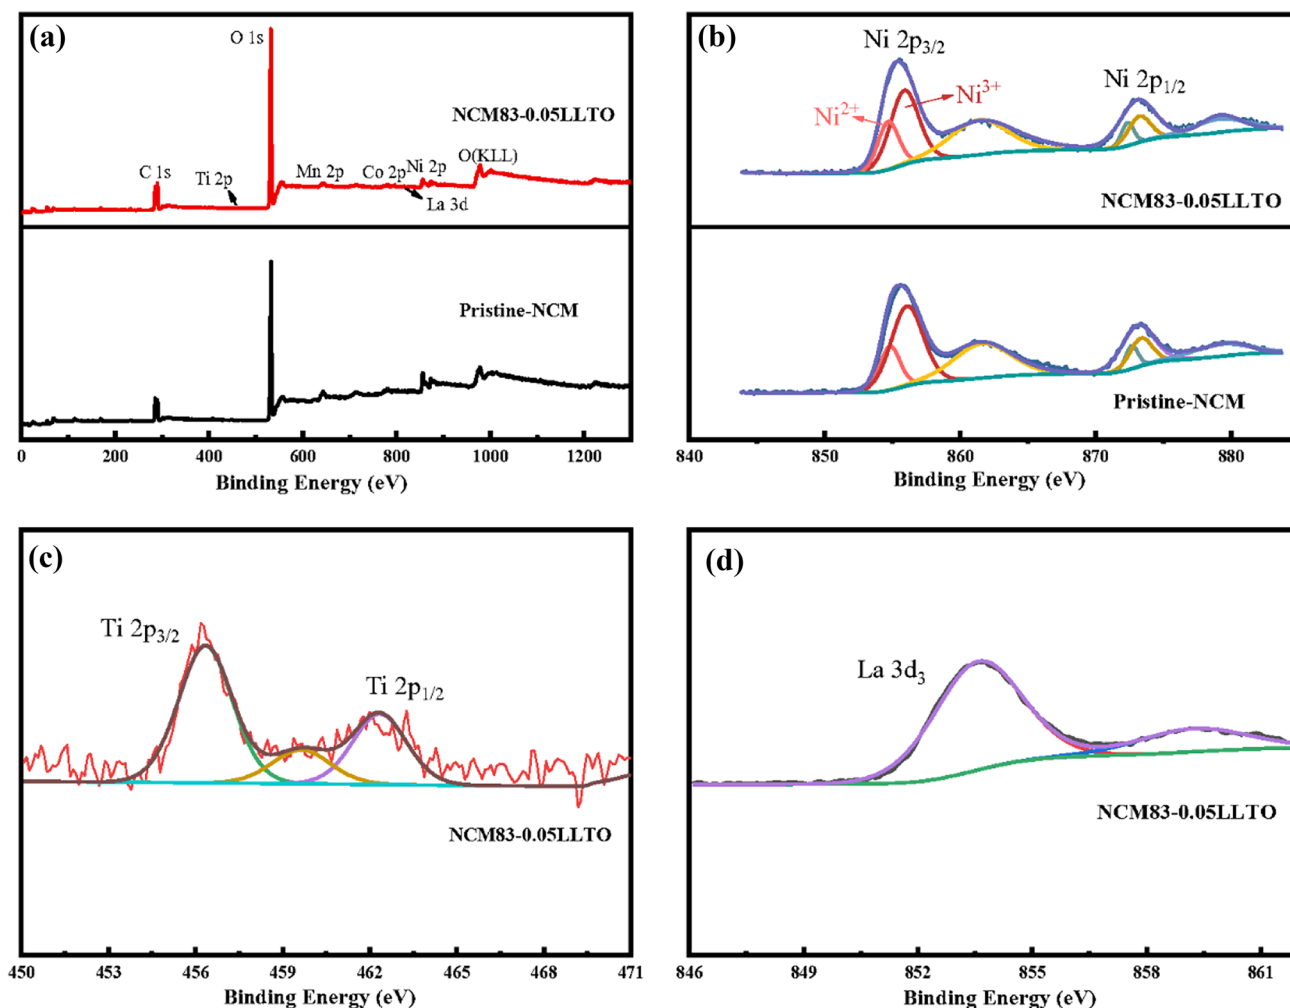 (a)
O 1s
NCM83-0.05LLTO
C 1s
Ti 2p
Mn 2p
Co 2p
Ni 2p
O(KLL)
La 3d
Pristine-NCM
0 200 400 600 800 1000 1200
Binding Energy (eV)
(b)
Ni 2p3/2
Ni 2p1/2
Ni3+
Ni2+
NCM83-0.05LLTO
Pristine-NCM
840 850 860 870 880
Binding Energy (eV)
(c)
Ti 2p3/2
Ti 2p1/2
NCM83-0.05LLTO
450 453 456 459 462 465 468 471
Binding Energy (eV)
(d)
La 3d3
NCM83-0.05LLTO
846 849 852 855 858 861
Binding Energy (eV)